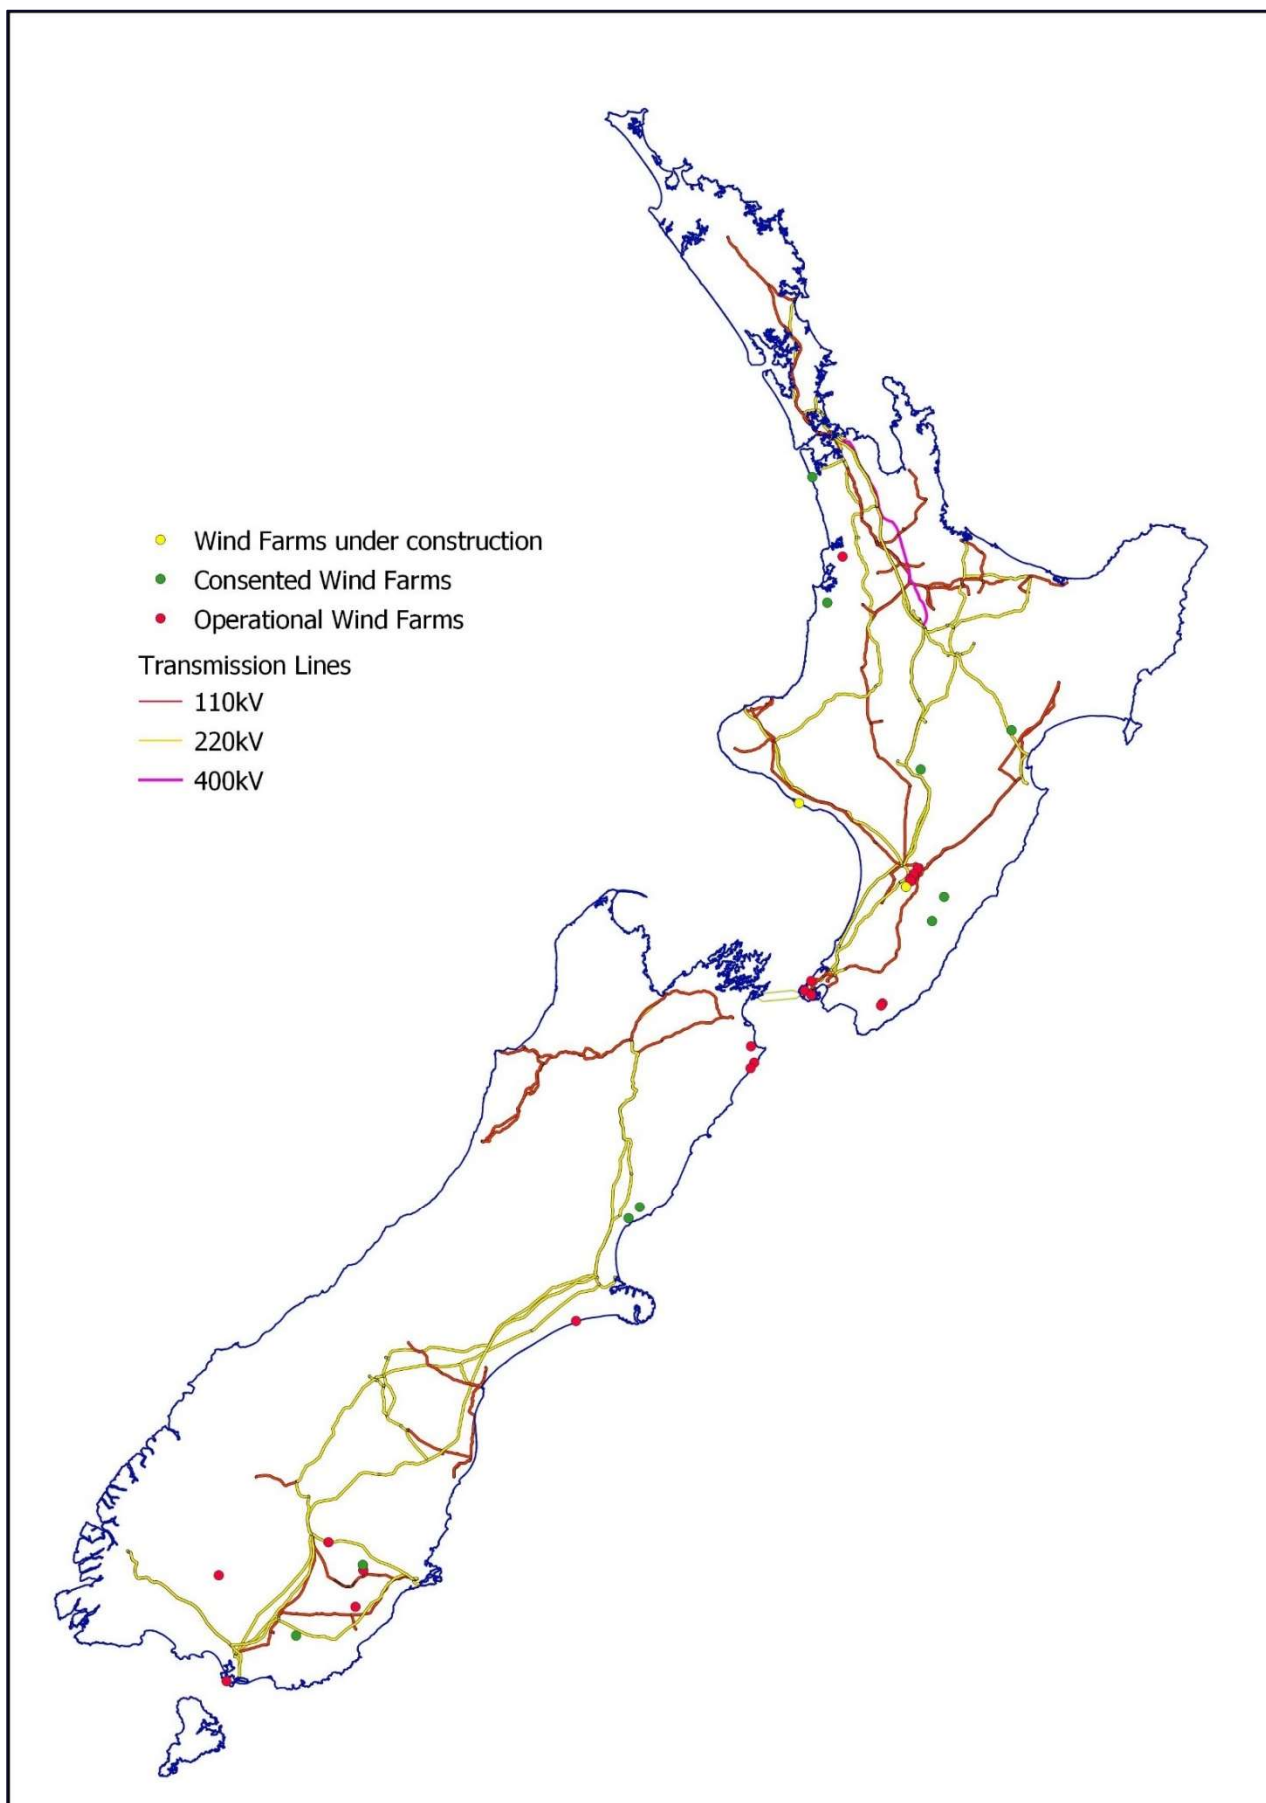 Wind Farms under construction
Consented Wind Farms
Operational Wind Farms
Transmission Lines
110kV
220kV
400kV